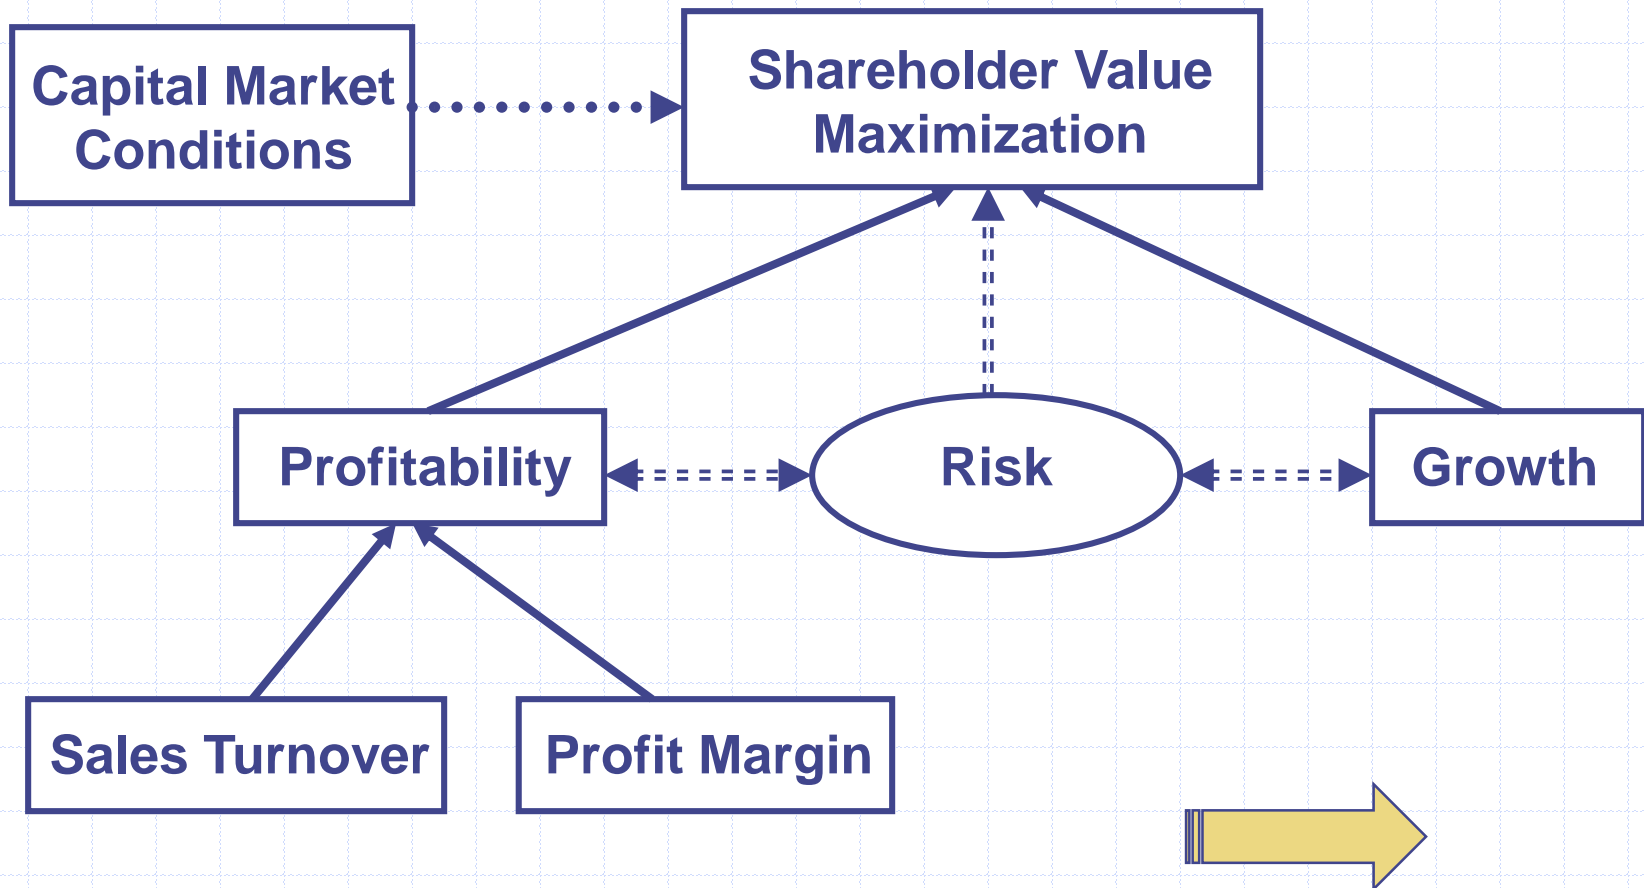 Capital Market
Conditions
Shareholder Value
Maximization
Profitability
Risk
Growth
Sales Turnover
Profit Margin